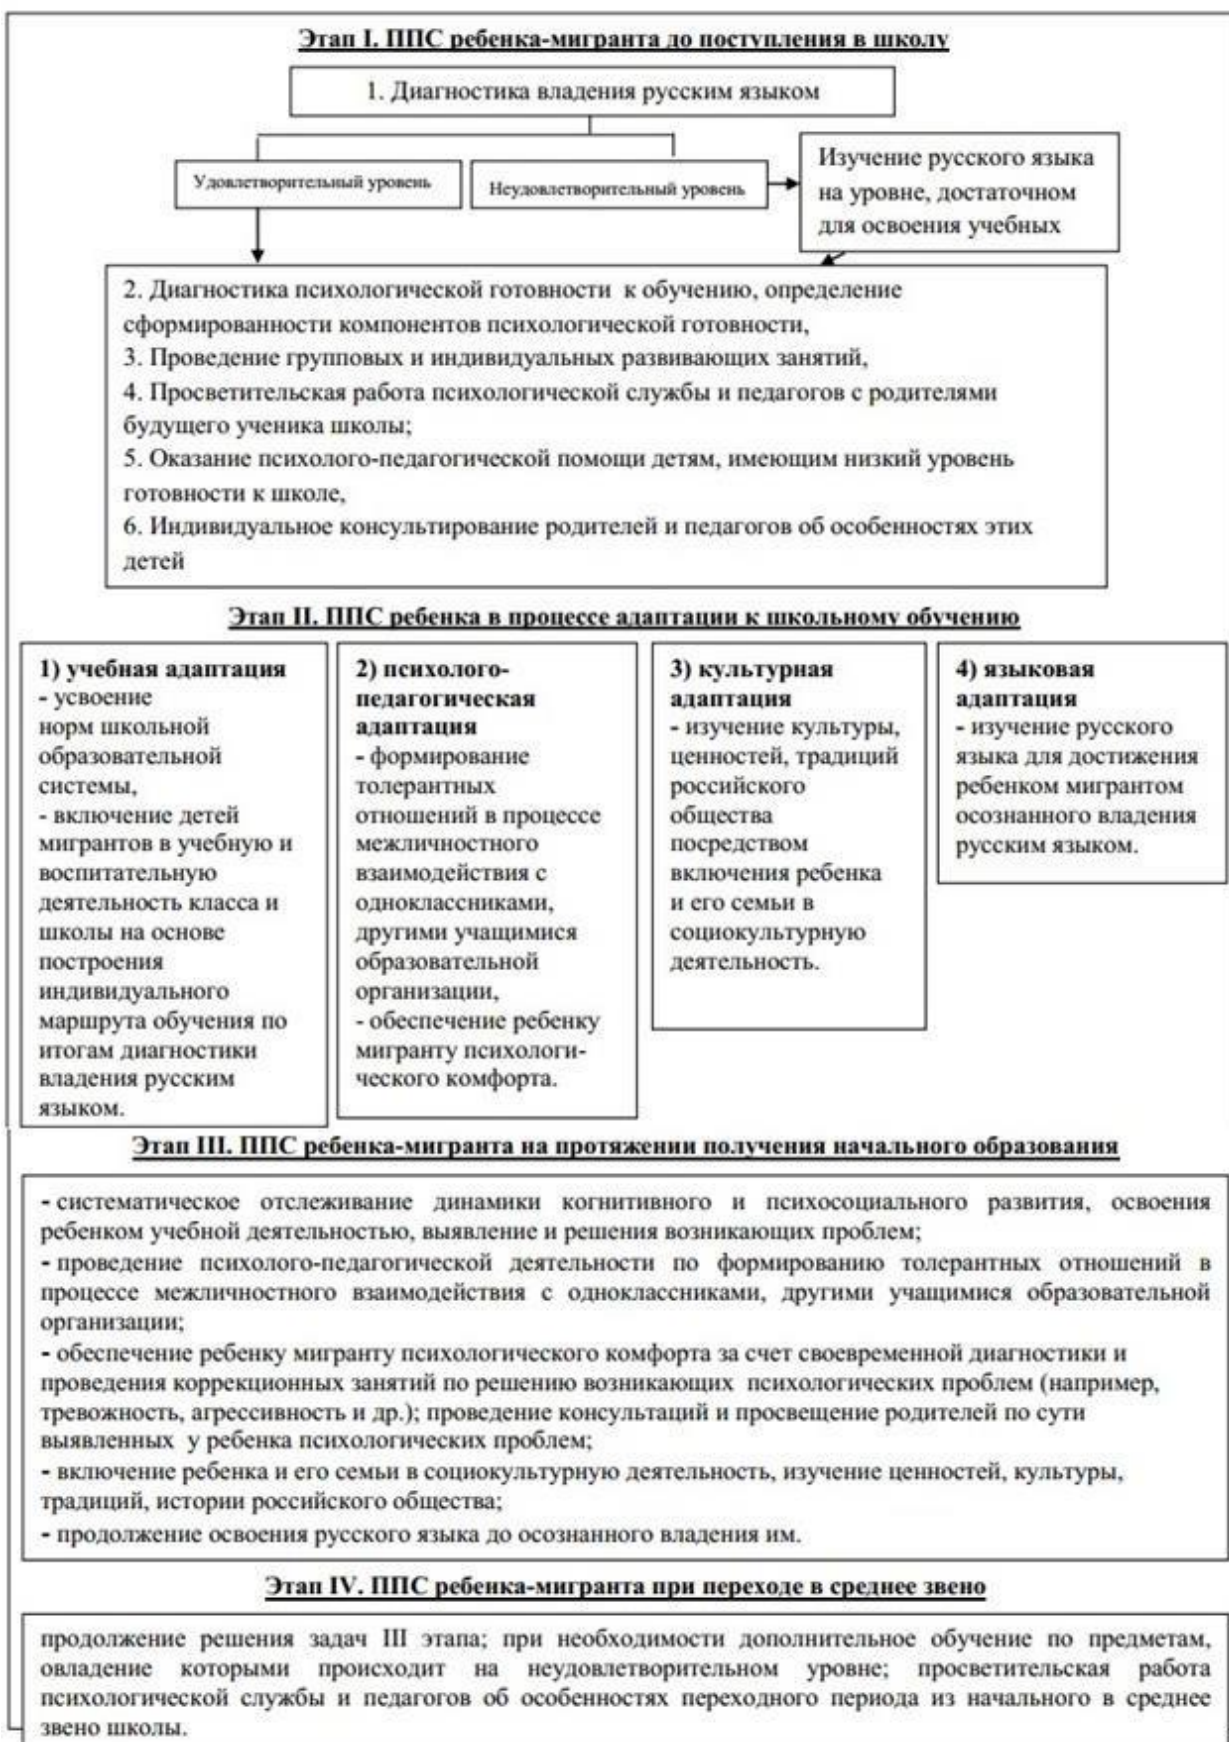 Этап I. ППС ребенка-мигранта до поступления в школу
1. Диагностика владения русским языком
Удовлетворительный уровень
Неудовлетворительный уровень
Изучение русского языка
на уровне, достаточном
для освоения учебных
2. Диагностика психологической готовности к обучению, определение
сформированности компонентов психологической готовности,
3. Проведение групповых и индивидуальных развивающих занятий,
4. Просветительская работа психологической службы и педагогов с родителями
будущего ученика школы;
5. Оказание психолого-педагогической помощи детям, имеющим низкий уровень
готовности к школе,
6. Индивидуальное консультирование родителей и педагогов об особенностях этих
детей
Этап II. ППС ребенка в процессе адаптации к школьному обучению
1) учебная адаптация
- усвоение
норм школьной
образовательной
системы,
- включение детей
мигрантов в учебную и
воспитательную
деятельность класса и
школы на основе
построения
индивидуального
маршрута обучения по
итогам диагностики
владения русским
языком.
2) психолого-
педагогическая
адаптация
- формирование
толерантных
отношений в процессе
межличностного
взаимодействия с
одноклассниками,
другими учащимися
образовательной
организации,
- обеспечение ребенку
мигранту психологи-
ческого комфорта.
3) культурная
адаптация
- изучение культуры,
ценностей, традиций
российского
общества
посредством
включения ребенка
и его семьи в
социокультурную
деятельность.
4) языковая
адаптация
- изучение русского
языка для достижения
ребенком мигрантом
осознанного владения
русским языком.
Этап III. ППС ребенка-мигранта на протяжении получения начального образования
- систематическое отслеживание динамики когнитивного и психосоциального развития, освоения
ребенком учебной деятельностью, выявление и решения возникающих проблем;
- проведение психолого-педагогической деятельности по формированию толерантных отношений в
процессе межличностного взаимодействия с одноклассниками, другими учащимися образовательной
организации;
- обеспечение ребенку мигранту психологического комфорта за счет своевременной диагностики и
проведения коррекционных занятий по решению возникающих психологических проблем (например,
тревожность, агрессивность и др.); проведение консультаций и просвещение родителей по сути
выявленных у ребенка психологических проблем;
- включение ребенка и его семьи в социокультурную деятельность, изучение ценностей, культуры,
традиций, истории российского общества;
- продолжение освоения русского языка до осознанного владения им.
Этап IV. ППС ребенка-мигранта при переходе в среднее звено
продолжение решения задач III этапа; при необходимости дополнительное обучение по предметам,
овладение которыми происходит на неудовлетворительном уровне; просветительская работа
психологической службы и педагогов об особенностях переходного периода из начального в среднее
звено школы.